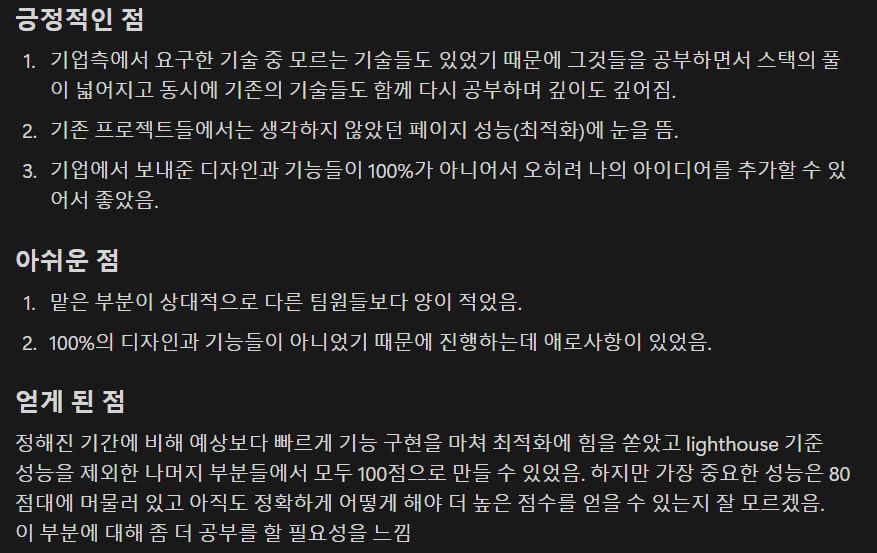 긍정적인 점
1. 기업측에서 요구한 기술 중 모르는 기술들도 있었기 때문에 그것들을 공부하면서 스택의 풀
이 넓어지고 동시에 기존의 기술들도 함께 다시 공부하며 깊이도 깊어짐.
2. 기존 프로젝트들에서는 생각하지 않았던 페이지 성능(최적화)에 눈을 뜸.
3. 기업에서 보내준 디자인과 기능들이 100%가 아니어서 오히려 나의 아이디어를 추가할 수 있
어서 좋았음.
아쉬운 점
1. 맡은 부분이 상대적으로 다른 팀원들보다 양이 적었음.
2. 100%의 디자인과 기능들이 아니었기 때문에 진행하는데 애로사항이 있었음.
얻게 된 점
정해진 기간에 비해 예상보다 빠르게 기능 구현을 마쳐 최적화에 힘을 쏟았고 lighthouse 기준
성능을 제외한 나머지 부분들에서 모두 100점으로 만들 수 있었음. 하지만 가장 중요한 성능은 80
점대에 머물러 있고 아직도 정확하게 어떻게 해야 더 높은 점수를 얻을 수 있는지 잘 모르겠음.
이 부분에 대해 좀 더 공부를 할 필요성을 느낌